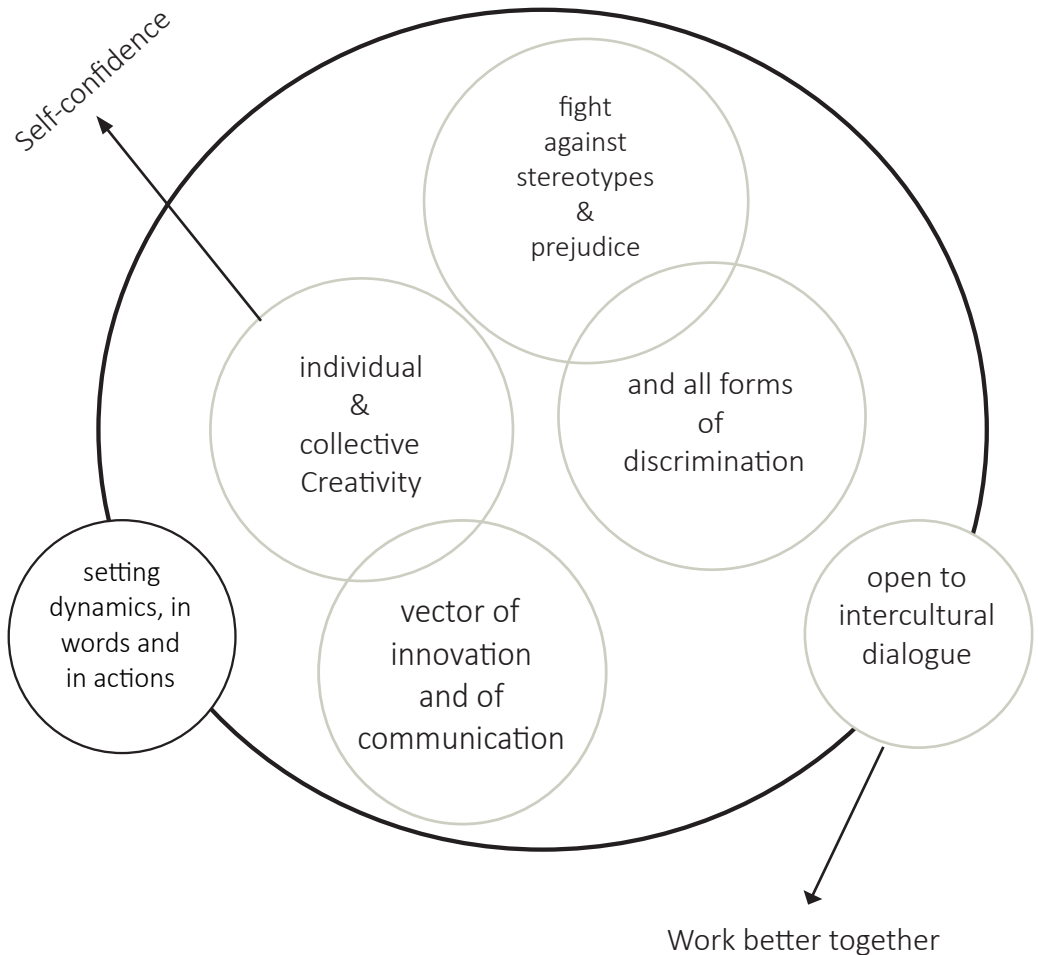 Self-confidence
fight
against
stereotypes
&
prejudice
individual
&
collective
Creativity
and all forms
of
discrimination
setting
dynamics, in
words and
in actions
vector of
innovation
and of
communication
open to
intercultural
dialogue
Work better together